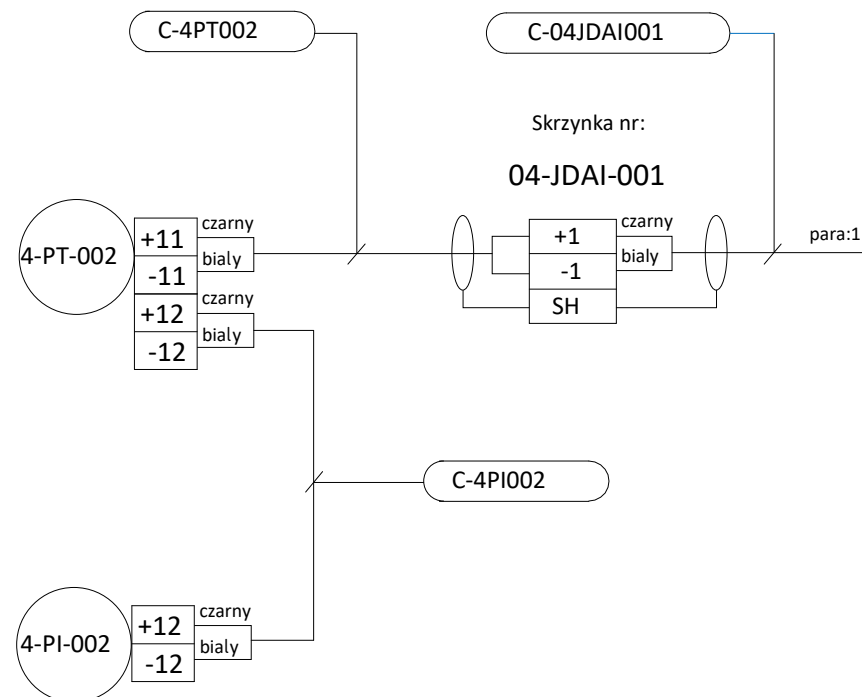 C-4PT002
C-04JDAI001
Skrzynka nr:
04-JDAI-001
4-PT-002
+11
czarny
-11
bialy
+12
czarny
-12
bialy
+1
czarny
-1
bialy
SH
para:1
C-4PI002
4-PI-002
+12
czarny
-12
bialy